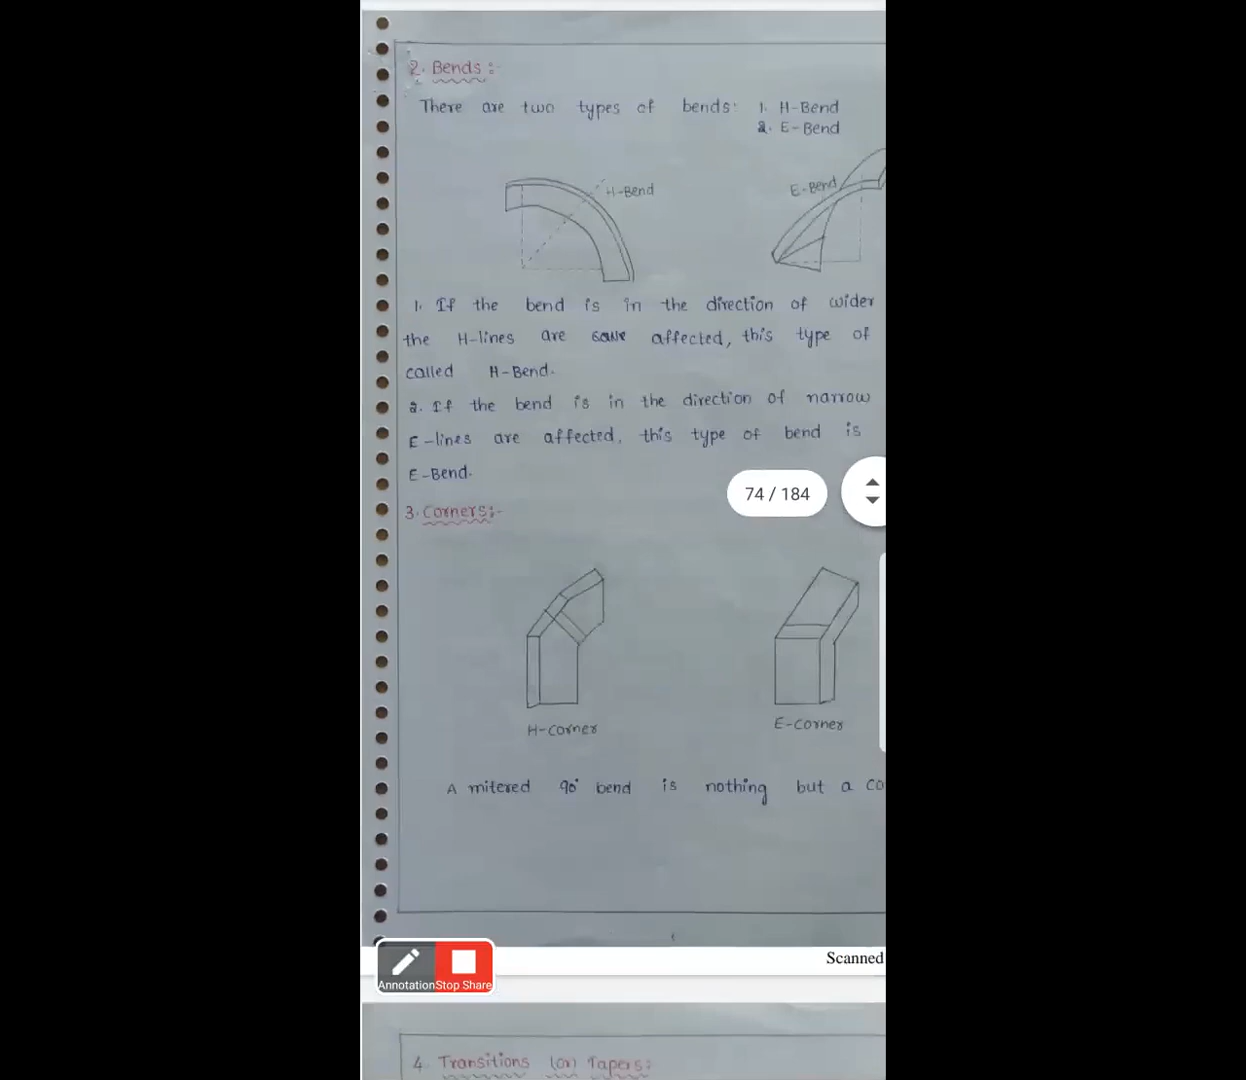 2. Bends :-
There are two types of bends: 1. H-Bend
2. E-Bend
H-Bend
E-Bend
1. If the bend is in the direction of wider
the H-lines are affected, this type of
called H-Bend.
2. If the bend is in the direction of narrow
E-lines are affected, this type of bend is
E-Bend.
74 / 184
3. Corners:-
H-Corner
E-Corner
A mitered 90° bend is nothing but a co
Scanned
Annotation Stop Share
4. Transitions (or) Tapers: